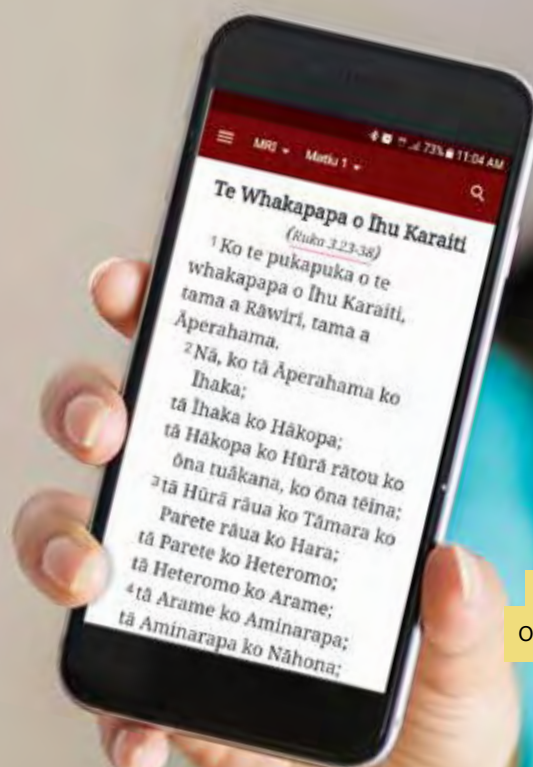 73% 11:04 AM
MRI Matiu 1
Te Whakapapa o Īhu Karaiti
(Ruka 3.23-38)
1 Ko te pukapuka o te
whakapapa o Īhu Karaiti,
tama a Rāwiri, tama a
Āperahama.
2 Nā, ko tā Āperahama ko
Īhaka;
tā Īhaka ko Hākopa;
tā Hākopa ko Hūrā rātou ko
ōna tuākana, ko ōna tēina;
3 tā Hūrā rāua ko Tāmara ko
Parete rāua ko Hara;
tā Parete ko Heteromo;
tā Heteromo ko Arame;
4 tā Arame ko Aminarapa;
tā Aminarapa ko Nāhona;